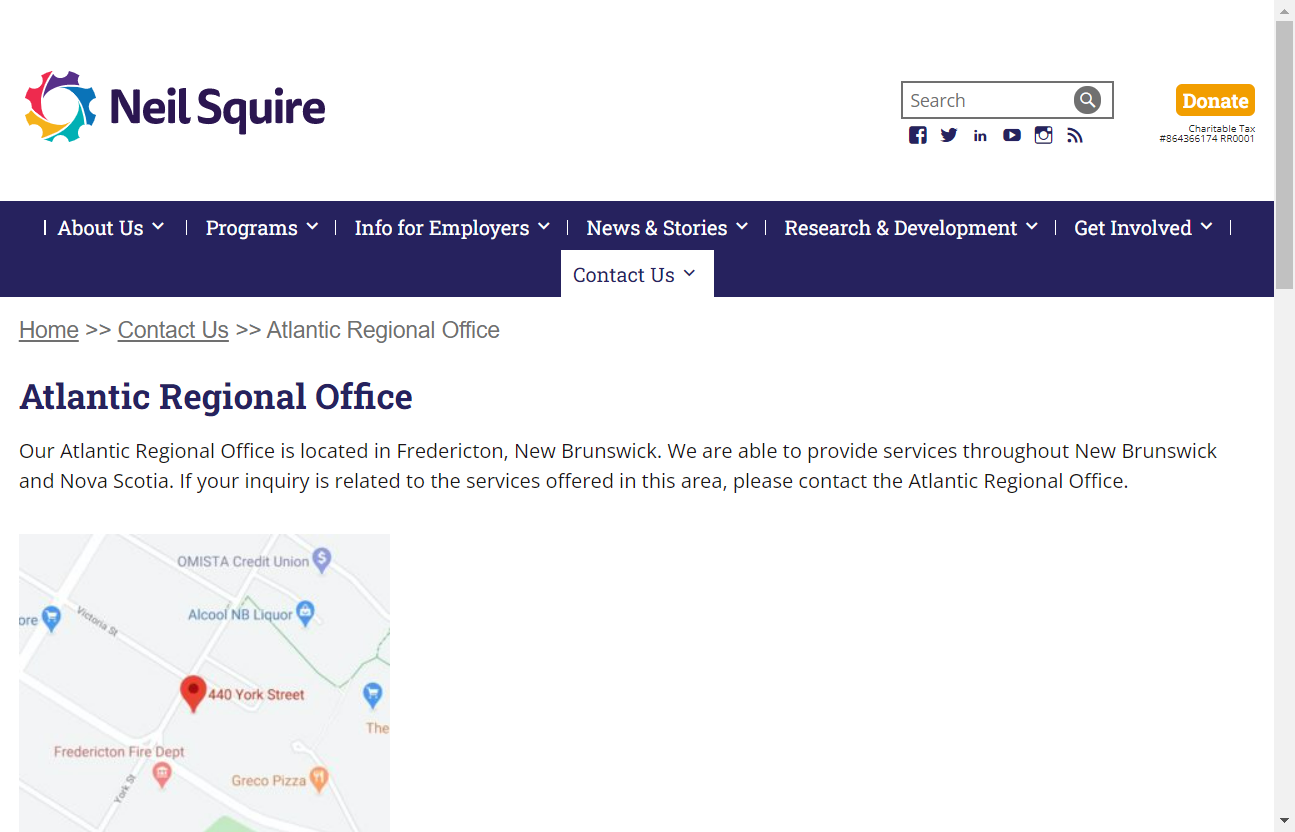 Neil Squire
Search
Donate
Charitable Tax
#864366174 RR0001
About Us
Programs
Info for Employers
News & Stories
Research & Development
Get Involved
Contact Us
Home >> Contact Us >> Atlantic Regional Office
Atlantic Regional Office
Our Atlantic Regional Office is located in Fredericton, New Brunswick. We are able to provide services throughout New Brunswick
and Nova Scotia. If your inquiry is related to the services offered in this area, please contact the Atlantic Regional Office.
OMISTA Credit Union
Alcool NB Liquor
ore
Victoria St
440 York Street
The
Fredericton Fire Dept
Greco Pizza
York St